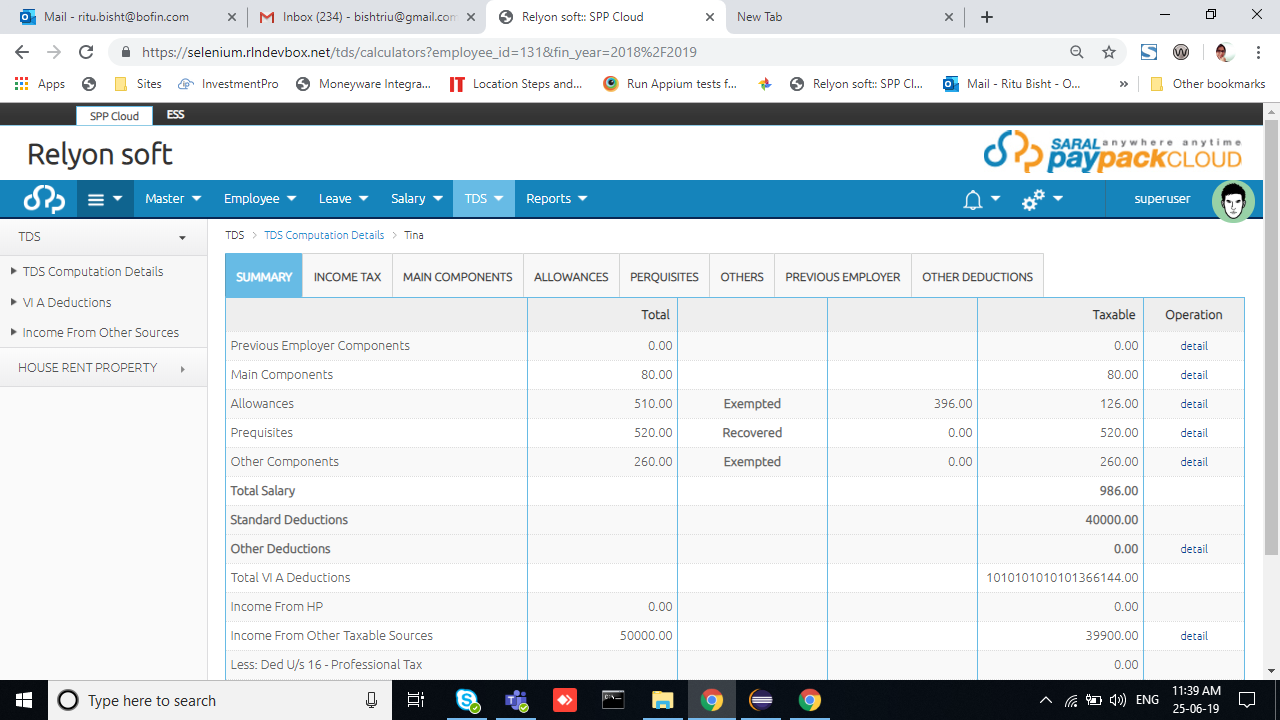 Mail - ritu.bisht@bofin.com
Inbox (234) - bishtriu@gmail.com
Relyon soft:: SPP Cloud
New Tab
https://selenium.rlndevbox.net/tds/calculators?employee_id=131&fin_year=2018%2F2019
Apps Sites InvestmentPro Moneyware Integra... IT Location Steps and... Run Appium tests f... Relyon soft:: SPP Cl... Mail - Ritu Bisht - O... » Other bookmarks
SPP Cloud ESS
Relyon soft
SARAL anywhere anytime
paypackCLOUD
Master Employee Leave Salary TDS Reports superuser
TDS
TDS Computation Details
VI A Deductions
Income From Other Sources
HOUSE RENT PROPERTY
TDS > TDS Computation Details > Tina
SUMMARY INCOME TAX MAIN COMPONENTS ALLOWANCES PERQUISITES OTHERS PREVIOUS EMPLOYER OTHER DEDUCTIONS
Total Taxable Operation
Previous Employer Components 0.00 0.00 detail
Main Components 80.00 80.00 detail
Allowances 510.00 Exempted 396.00 126.00 detail
Prequisites 520.00 Recovered 0.00 520.00 detail
Other Components 260.00 Exempted 0.00 260.00 detail
Total Salary 986.00
Standard Deductions 40000.00
Other Deductions 0.00 detail
Total VI A Deductions 1010101010101366144.00
Income From HP 0.00 0.00
Income From Other Taxable Sources 50000.00 39900.00 detail
Less: Ded U/s 16 - Professional Tax 0.00
Type here to search
ENG
11:39 AM
25-06-19